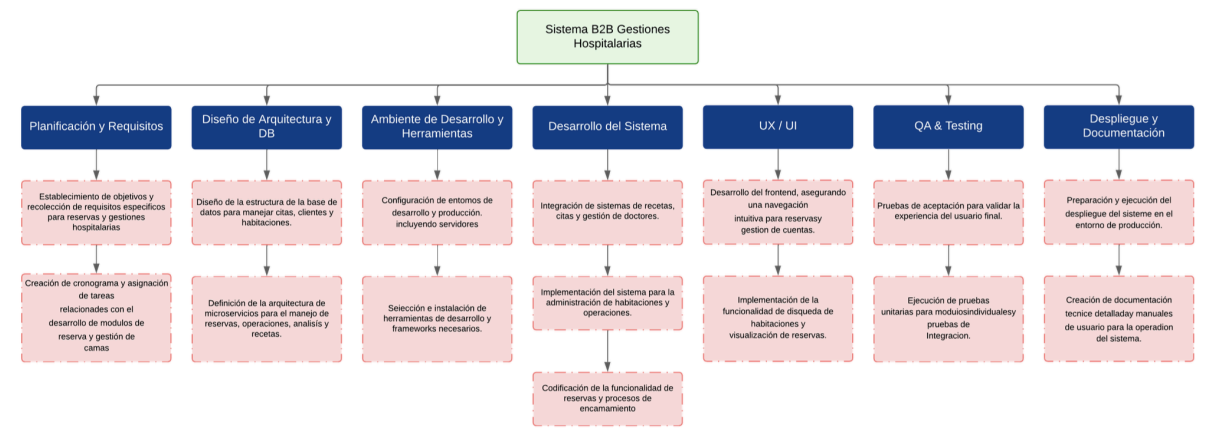 Sistema B2B Gestiones
Hospitalarias
Planificación y Requisitos
Diseño de Arquitectura y
DB
Ambiente de Desarrollo y
Herramientas
Desarrollo del Sistema
UX / UI
QA & Testing
Despliegue y
Documentación
Establecimiento de objetivos y
recolección de requisitos especificos
para reservas y gestiones
hospitalarias
Diseño de la estructura de la base de
datos para manejar citas, clientes y
habitaciones.
Configuración de entomos de
desarrollo y producción.
incluyendo servidores
Integración de sistemas de recetas,
citas y gestión de doctores.
Desarrollo del frontend, asegurando
una navegación
intuitiva para reservasy
gestion de cuentas.
Pruebas de aceptación para validar la
experiencia del usuario final.
Preparación y ejecución del
despliegue del sisteme en el
entorno de producción.
Creación de cronograma y asignación
de tareas
relacionades con el
desarrollo de modulos de
reserva y gestión de
camas
Definición de la arquitectura de
microservicios para el manejo de
reservas, operaciones, analisís y
recetas.
Seiección e instalación de
herramientas de desarrollo y
frameworks necesarios.
Implementación del sistema para la
administración de habitaciones y
operaciones.
Implementación de la
funcionalidad de disqueda de
habitaciones y
visualización de reservas.
Ejecución de pruebas
unitarias para moduiosindividualesy
pruebas de
Integracion.
Creación de documentación
tecnice detalladay manuales
de usuario para la operadion
del sistema.
Codificación de la funcionalidad de
reservas y procesos de
encamamiento